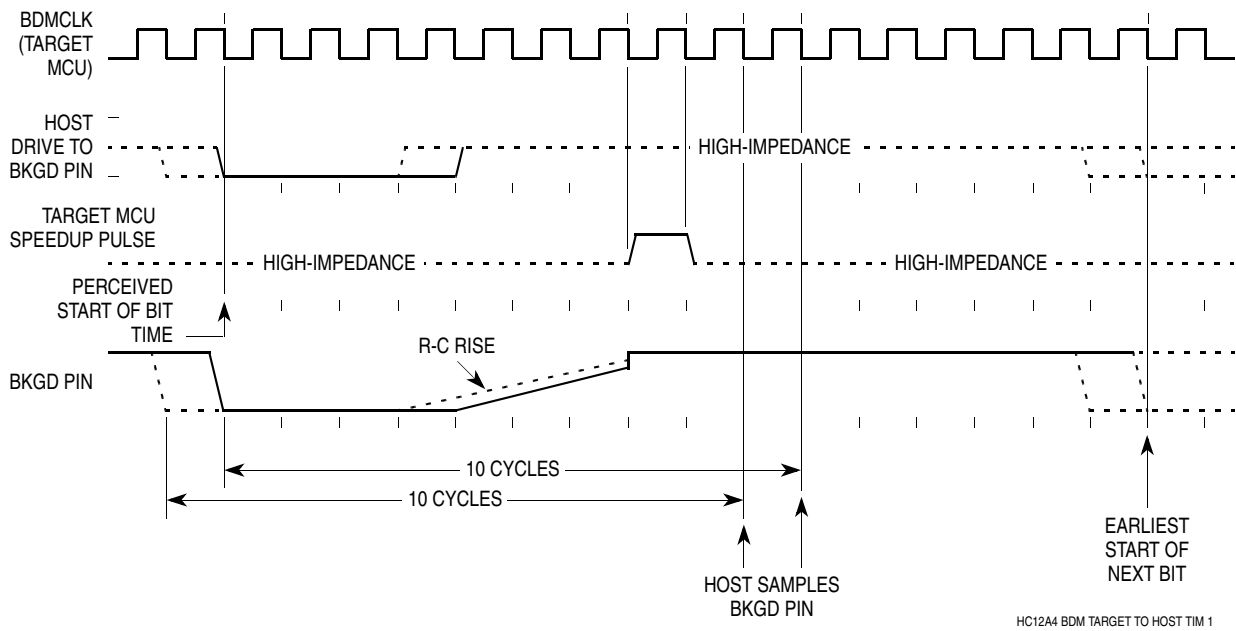 BDMCLK
(TARGET
MCU)
HOST
DRIVE TO
BKGD PIN
HIGH-IMPEDANCE
TARGET MCU
SPEEDUP PULSE
HIGH-IMPEDANCE
HIGH-IMPEDANCE
PERCEIVED
START OF BIT
TIME
R-C RISE
BKGD PIN
10 CYCLES
10 CYCLES
HOST SAMPLES
BKGD PIN
EARLIEST
START OF
NEXT BIT
HC12A4 BDM TARGET TO HOST TIM 1